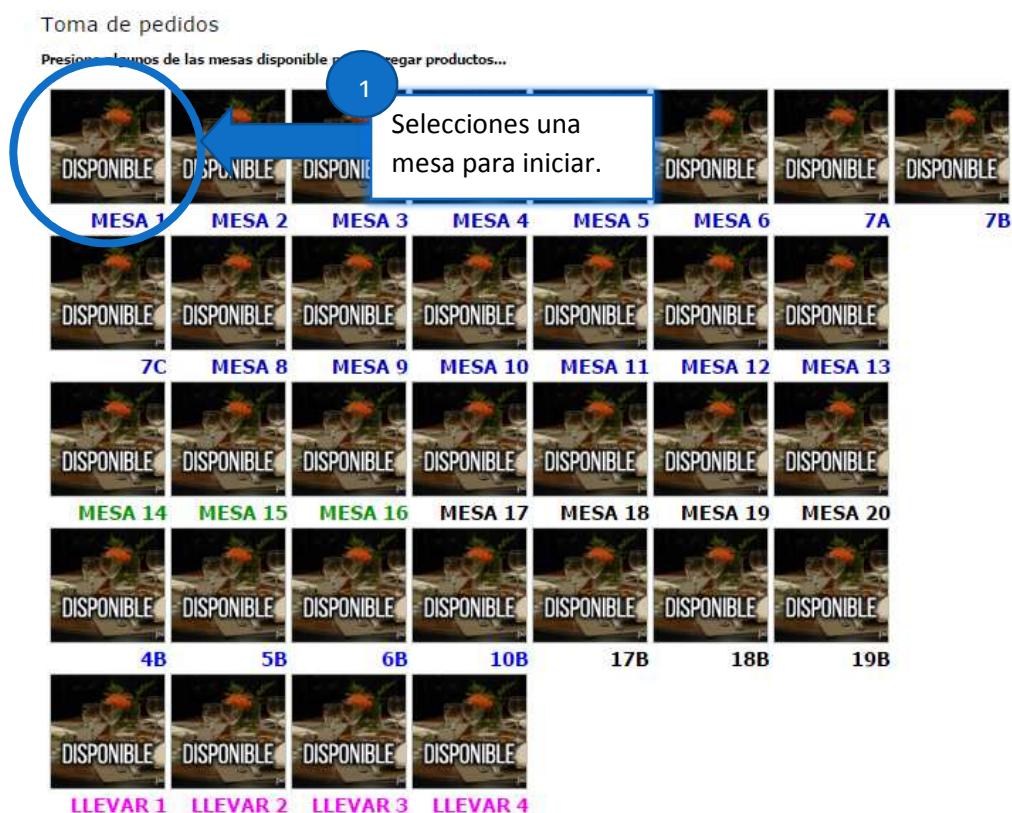 Toma de pedidos
Presione algunos de las mesas disponible regar productos...
1
Selecciones una
mesa para iniciar.
DISPONIBLE DISPONIBLE DISPONIBLE DISPONIBLE DISPONIBLE
MESA 1 MESA 2 MESA 3 MESA 4 MESA 5 MESA 6 7A 7B
DISPONIBLE DISPONIBLE DISPONIBLE DISPONIBLE DISPONIBLE DISPONIBLE DISPONIBLE
7C MESA 8 MESA 9 MESA 10 MESA 11 MESA 12 MESA 13
DISPONIBLE DISPONIBLE DISPONIBLE DISPONIBLE DISPONIBLE DISPONIBLE DISPONIBLE
MESA 14 MESA 15 MESA 16 MESA 17 MESA 18 MESA 19 MESA 20
DISPONIBLE DISPONIBLE DISPONIBLE DISPONIBLE DISPONIBLE DISPONIBLE DISPONIBLE
4B 5B 6B 10B 17B 18B 19B
DISPONIBLE DISPONIBLE DISPONIBLE DISPONIBLE
LLEVAR 1 LLEVAR 2 LLEVAR 3 LLEVAR 4